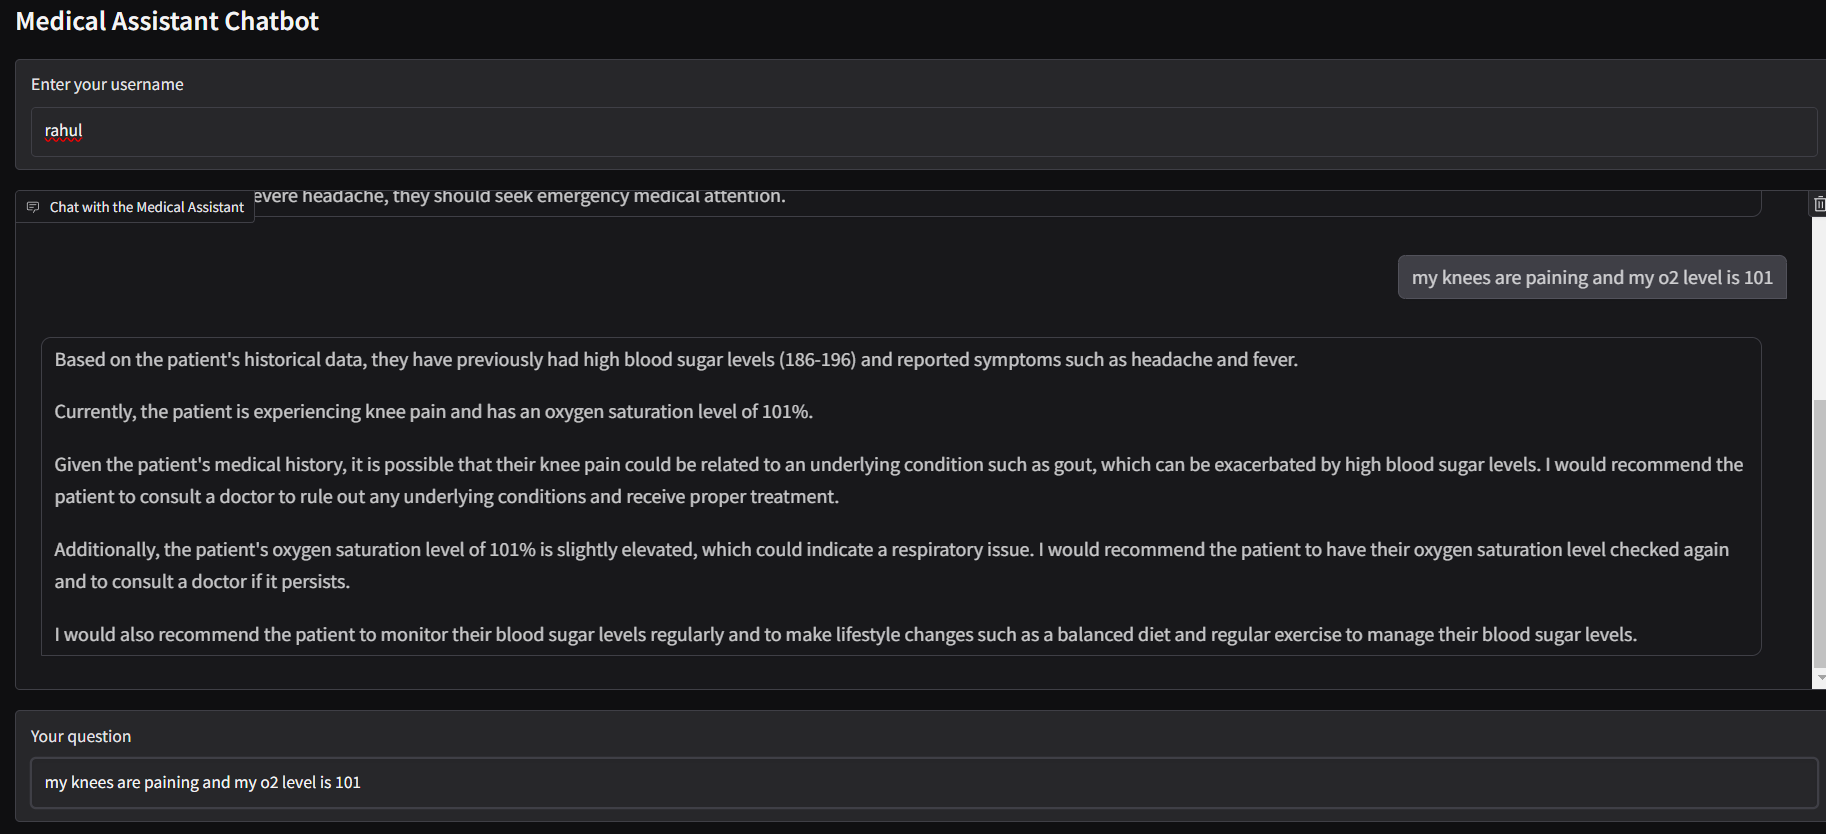 Medical Assistant Chatbot
Enter your username
rahul
Chat with the Medical Assistant
evere headache, they should seek emergency medical attention.
my knees are paining and my o2 level is 101
Based on the patient's historical data, they have previously had high blood sugar levels (186-196) and reported symptoms such as headache and fever.
Currently, the patient is experiencing knee pain and has an oxygen saturation level of 101%.
Given the patient's medical history, it is possible that their knee pain could be related to an underlying condition such as gout, which can be exacerbated by high blood sugar levels. I would recommend the
patient to consult a doctor to rule out any underlying conditions and receive proper treatment.
Additionally, the patient's oxygen saturation level of 101% is slightly elevated, which could indicate a respiratory issue. I would recommend the patient to have their oxygen saturation level checked again
and to consult a doctor if it persists.
I would also recommend the patient to monitor their blood sugar levels regularly and to make lifestyle changes such as a balanced diet and regular exercise to manage their blood sugar levels.
Your question
my knees are paining and my o2 level is 101